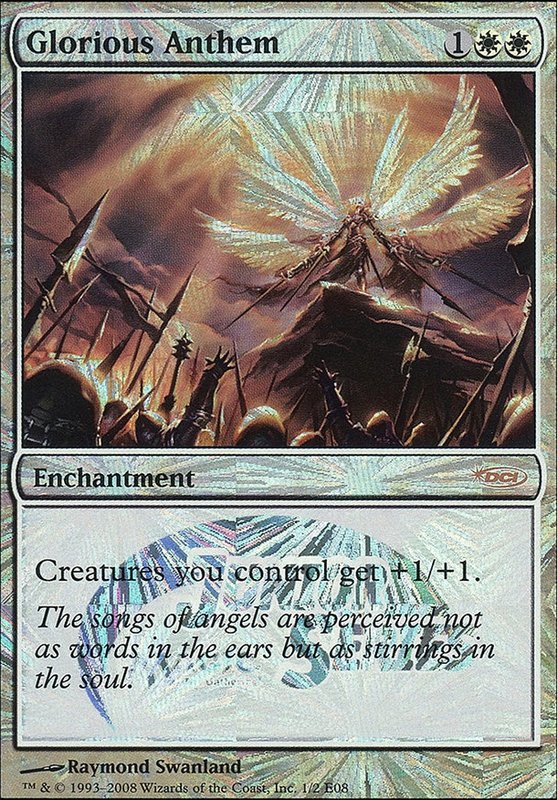 Glorious Anthem 1
Enchantment
DCI
Creatures you control get +1/+1.
The songs of angels are perceived not
as words in the ears but as stirrings in
the soul.
Raymond Swanland
™ & © 1993–2008 Wizards of the Coast, Inc. 1/2 E08